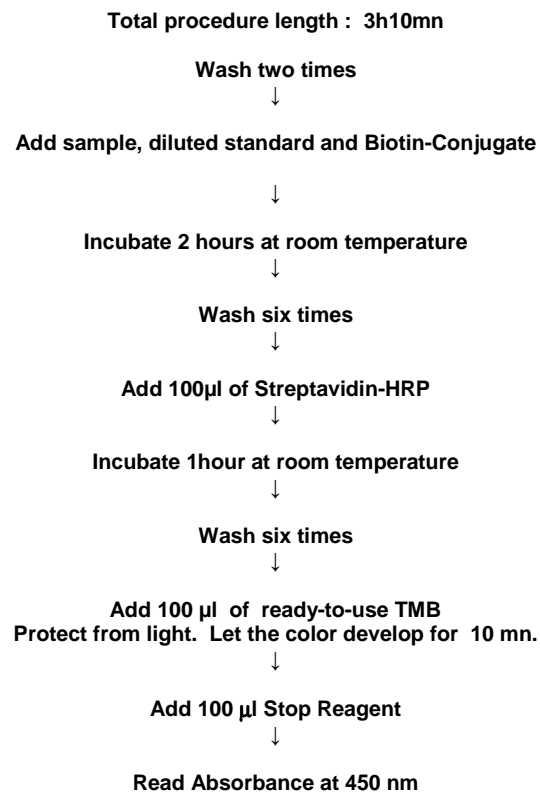 Total procedure length : 3h10mn
Wash two times
↓
Add sample, diluted standard and Biotin-Conjugate
↓
Incubate 2 hours at room temperature
↓
Wash six times
↓
Add 100µl of Streptavidin-HRP
↓
Incubate 1hour at room temperature
↓
Wash six times
↓
Add 100 µl of ready-to-use TMB
Protect from light. Let the color develop for 10 mn.
↓
Add 100 µl Stop Reagent
↓
Read Absorbance at 450 nm